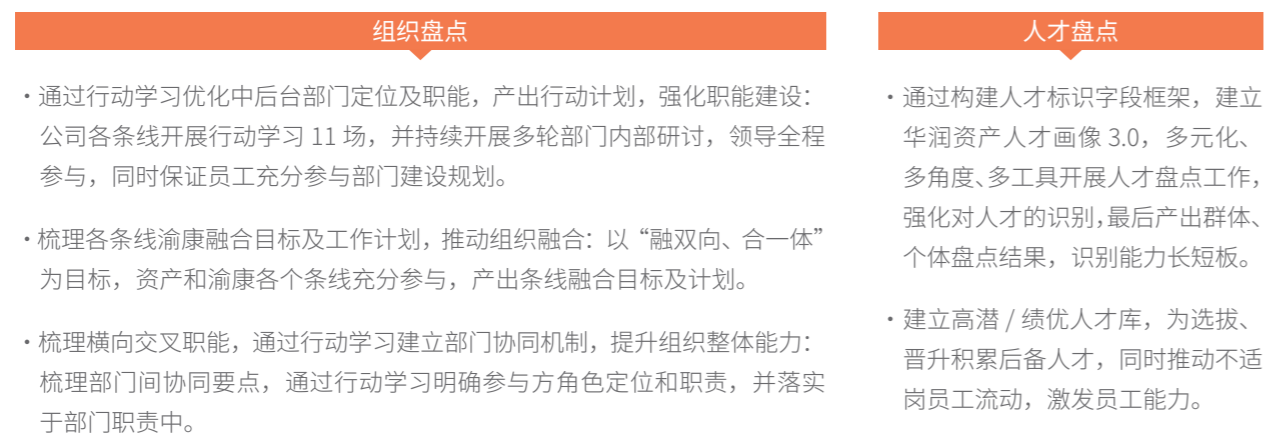 组织盘点
·通过行动学习优化中后台部门定位及职能，产出行动计划，强化职能建设：
公司各条线开展行动学习 11 场，并持续开展多轮部门内部研讨，领导全程
参与，同时保证员工充分参与部门建设规划。
·梳理各条线渝康融合目标及工作计划，推动组织融合：以“融双向、合一体”
为目标，资产和渝康各个条线充分参与，产出条线融合目标及计划。
·梳理横向交叉职能，通过行动学习建立部门协同机制，提升组织整体能力：
梳理部门间协同要点，通过行动学习明确参与方角色定位和职责，并落实
于部门职责中。
人才盘点
·通过构建人才标识字段框架，建立
华润资产人才画像 3.0，多元化、
多角度、多工具开展人才盘点工作，
强化对人才的识别，最后产出群体、
个体盘点结果，识别能力长短板。
·建立高潜 / 绩优人才库，为选拔、
晋升积累后备人才，同时推动不适
岗员工流动，激发员工能力。